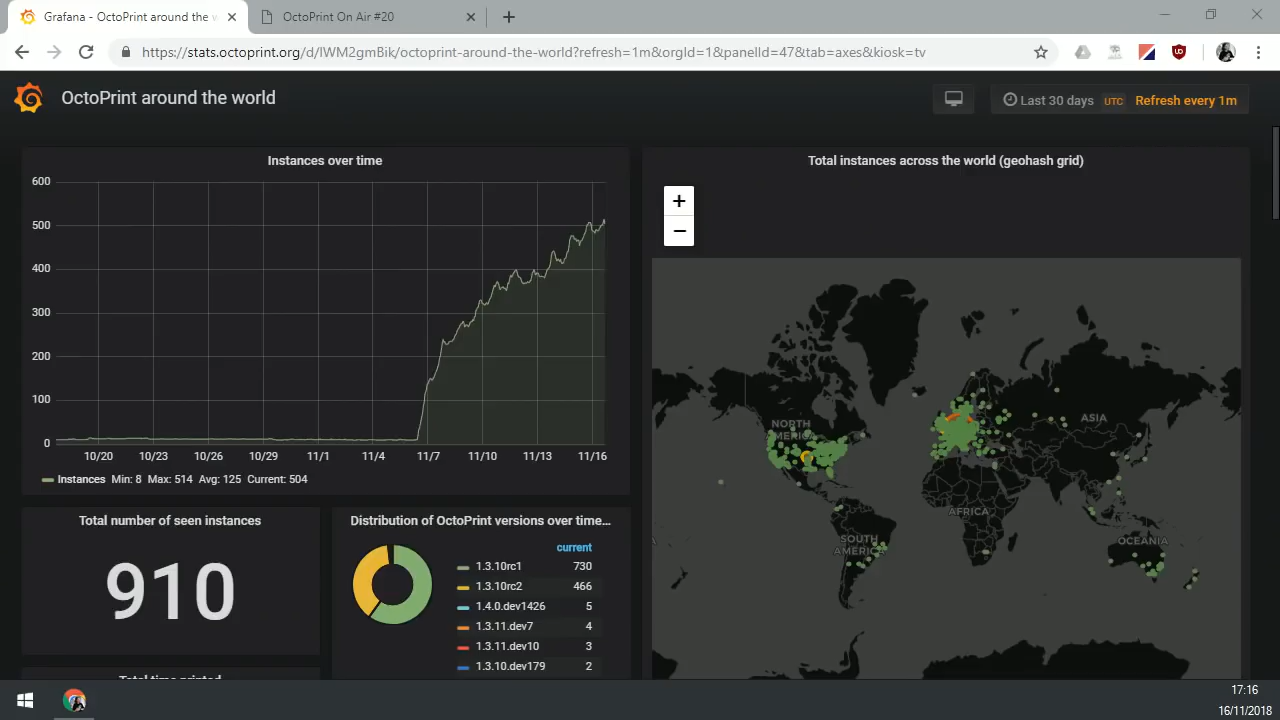 Grafana - OctoPrint around the w
OctoPrint On Air #20
https://stats.octoprint.org/d/lWM2gmBik/octoprint-around-the-world?refresh=1m&orgId=1&panelId=47&tab=axes&kiosk=tv
OctoPrint around the world
Last 30 days UTC Refresh every 1m
Instances over time
600
500
400
300
200
100
0
10/20 10/23 10/26 10/29 11/1 11/4 11/7 11/10 11/13 11/16
Instances Min: 8 Max: 514 Avg: 125 Current: 504
Total instances across the world (geohash grid)
+
−
NORTH
AMERICA
ASIA
AFRICA
SOUTH
AMERICA
OCEANIA
Total number of seen instances
910
Distribution of OctoPrint versions over time...
current
1.3.10rc1 730
1.3.10rc2 466
1.4.0.dev1426 5
1.3.11.dev7 4
1.3.11.dev10 3
1.3.10.dev179 2
Total time printed
17:16
16/11/2018